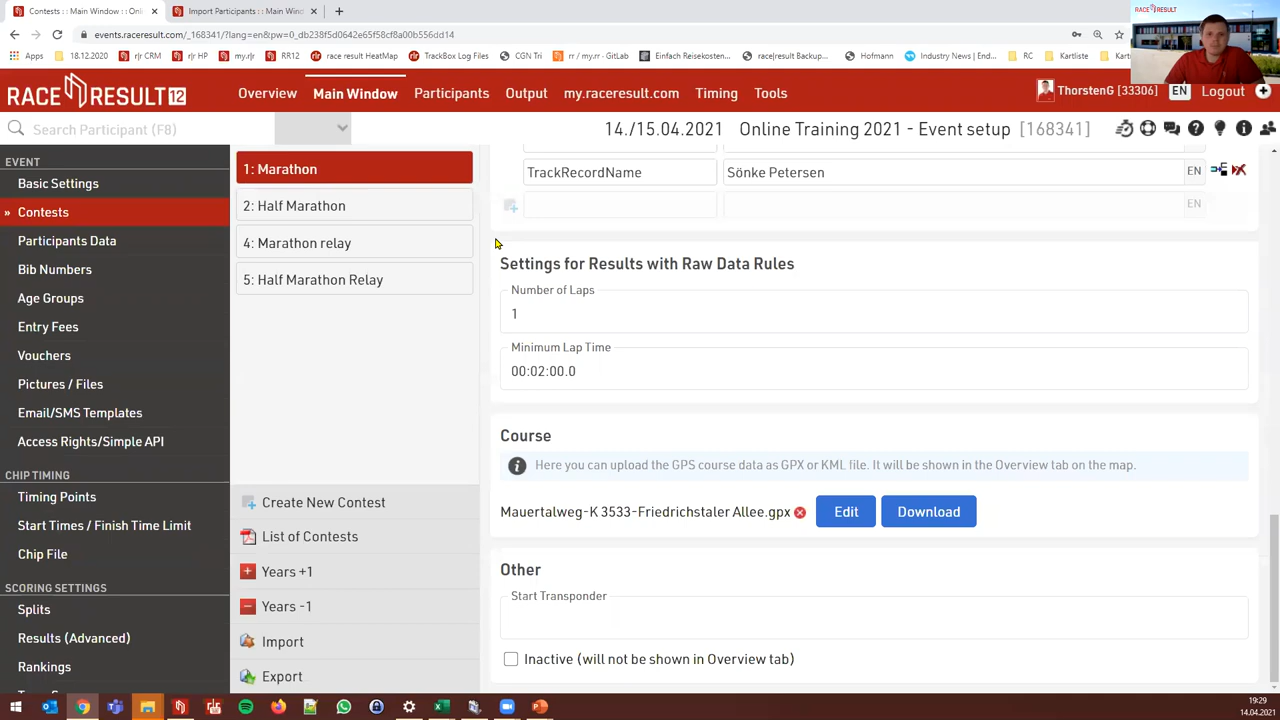 Contests :: Main Window :: Onl
Import Participants :: Main Wind
RACE RESULT
events.raceresult.com/_168341/?lang=en&pw=0_db238f5d0642e65f58cf8a00b556dd14
Apps
18.12.2020
r|r CRM
r|r HP
my.r|r
RR12
race result HeatMap
TrackBox Log Files
CGN Tri
rr / my.rr · GitLab
Einfach Reisekosten...
race|result Backup...
Hofmann
Industry News | End...
RC
Kartliste
Kart
RACE RESULT 12
Overview
Main Window
Participants
Output
my.raceresult.com
Timing
Tools
ThorstenG [33306]
EN
Logout
Search Participant (F8)
14./15.04.2021 Online Training 2021 - Event setup [168341]
EVENT
Basic Settings
» Contests
Participants Data
Bib Numbers
Age Groups
Entry Fees
Vouchers
Pictures / Files
Email/SMS Templates
Access Rights/Simple API
CHIP TIMING
Timing Points
Start Times / Finish Time Limit
Chip File
SCORING SETTINGS
Splits
Results (Advanced)
Rankings
1: Marathon
2: Half Marathon
4: Marathon relay
5: Half Marathon Relay
Create New Contest
List of Contests
Years +1
Years -1
Import
Export
TrackRecordName
Sönke Petersen
EN
EN
Settings for Results with Raw Data Rules
Number of Laps
1
Minimum Lap Time
00:02:00.0
Course
Here you can upload the GPS course data as GPX or KML file. It will be shown in the Overview tab on the map.
Mauertalweg-K 3533-Friedrichstaler Allee.gpx
Edit
Download
Other
Start Transponder
Inactive (will not be shown in Overview tab)
19:29
14.04.2021